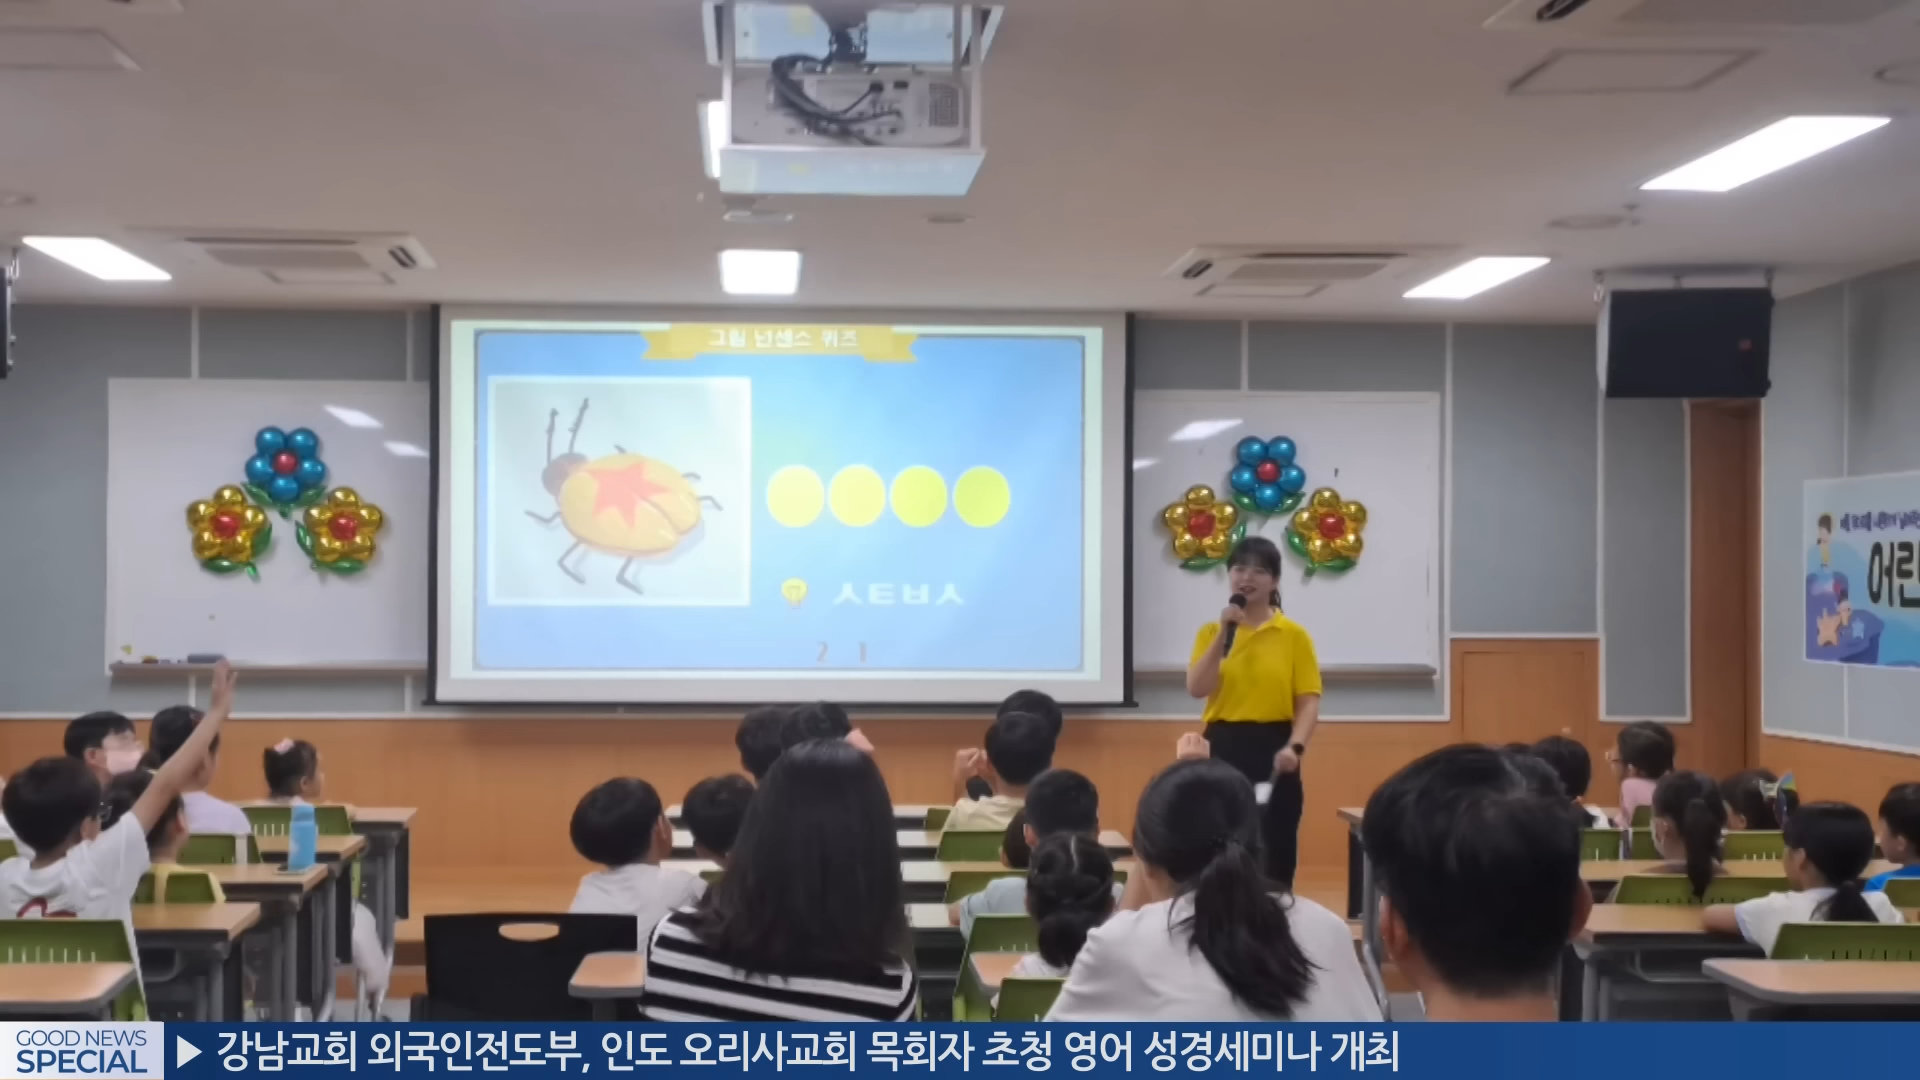 그림 넌센스 퀴즈
ㅅㅌㅂㅅ
2 1
어린
GOOD NEWS
SPECIAL
▶ 강남교회 외국인전도부, 인도 오리사교회 목회자 초청 영어 성경세미나 개최